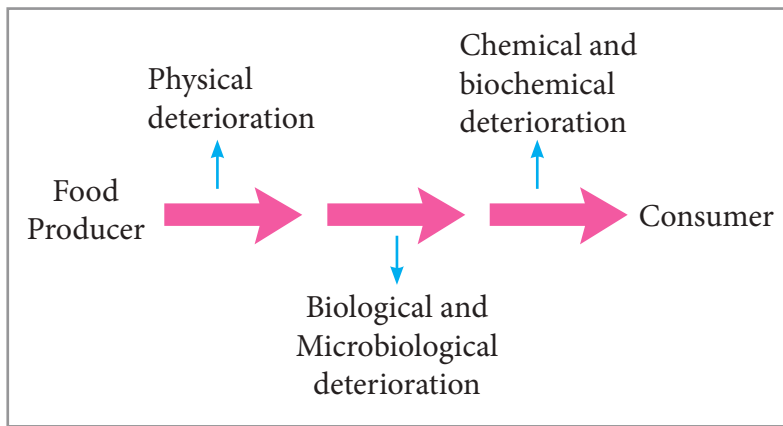 Physical
deterioration
Chemical and
biochemical
deterioration
Food
Producer
Consumer
Biological and
Microbiological
deterioration